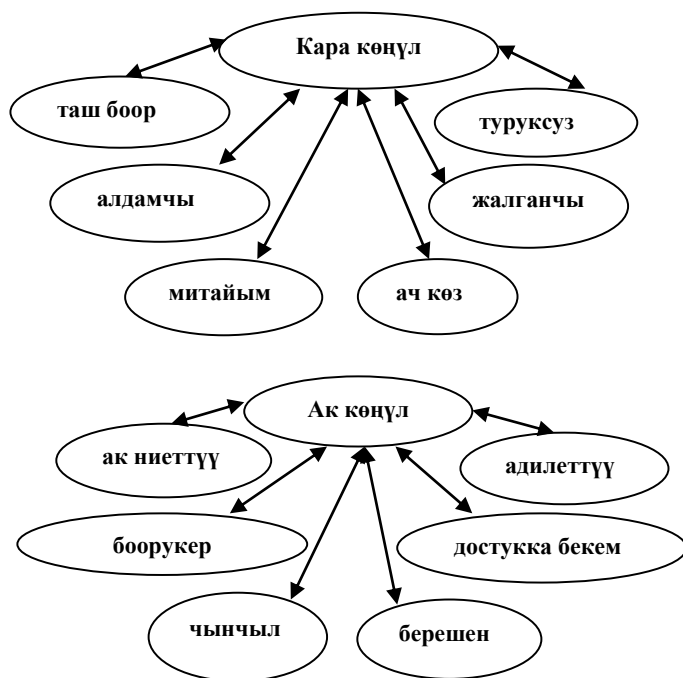 Кара көңүл
таш боор
туруксуз
алдамчы
жалганчы
митайым
ач көз
Ак көңүл
ак ниеттүү
адилеттүү
боорукер
достукка бекем
чынчыл
берешен